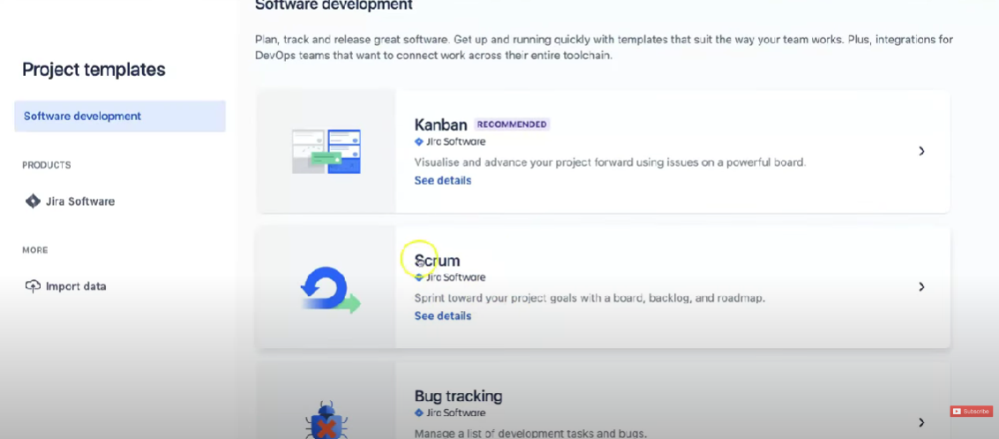 Software development
Plan, track and release great software. Get up and running quickly with templates that suit the way your team works. Plus, integrations for
DevOps teams that want to connect work across their entire toolchain.
Project templates
Software development
PRODUCTS
Jira Software
MORE
Import data
Kanban RECOMMENDED
Jira Software
Visualise and advance your project forward using issues on a powerful board.
See details
Scrum
Jira Software
Sprint toward your project goals with a board, backlog, and roadmap.
See details
Bug tracking
Jira Software
Manage a list of development tasks and bugs.
Subscribe